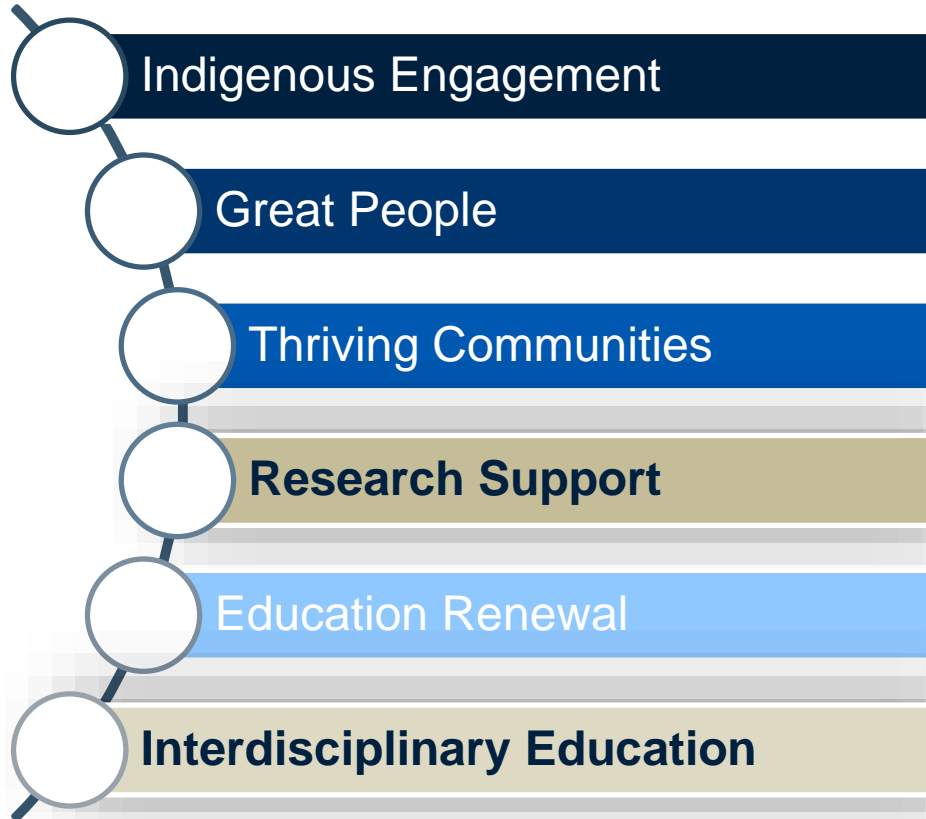 Indigenous Engagement
Great People
Thriving Communities
Research Support
Education Renewal
Interdisciplinary Education